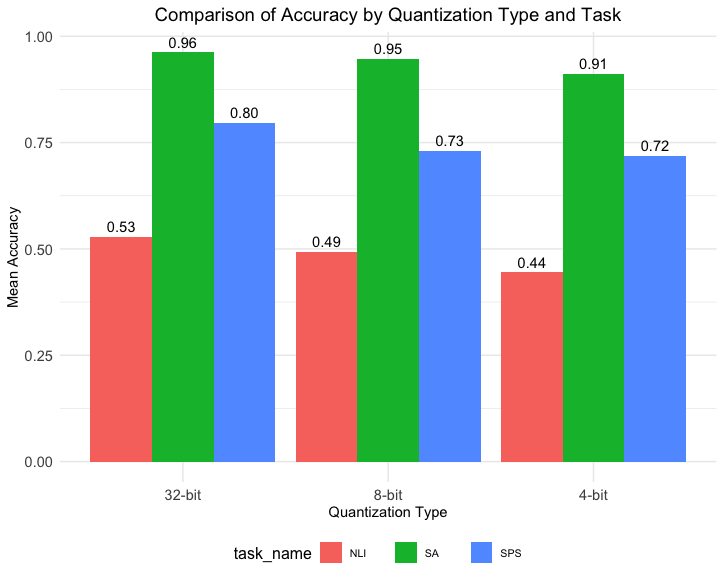 Comparison of Accuracy by Quantization Type and Task
Mean Accuracy
1.00
0.75
0.50
0.25
0.00
0.53
0.96
0.80
0.49
0.95
0.73
0.44
0.91
0.72
32-bit
8-bit
4-bit
Quantization Type
task_name NLI SA SPS